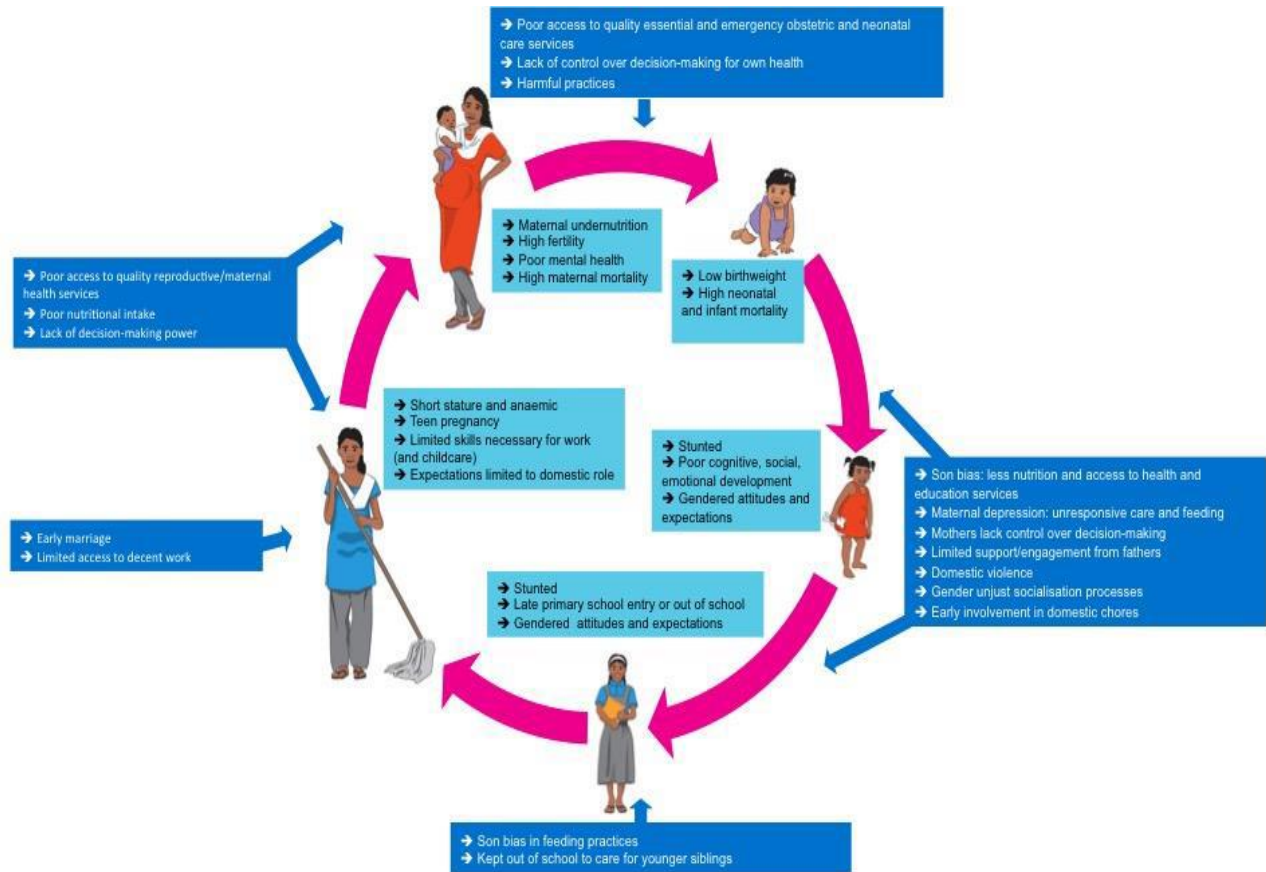 → Poor access to quality essential and emergency obstetric and neonatal
care services
→ Lack of control over decision-making for own health
→ Harmful practices
→ Maternal undernutrition
→ High fertility
→ Poor mental health
→ High maternal mortality
→ Low birthweight
→ High neonatal
and infant mortality
→ Poor access to quality reproductive/maternal
health services
→ Poor nutritional intake
→ Lack of decision-making power
→ Short stature and anaemic
→ Teen pregnancy
→ Limited skills necessary for work
(and childcare)
→ Expectations limited to domestic role
→ Stunted
→ Poor cognitive, social,
emotional development
→ Gendered attitudes and
expectations
→ Son bias: less nutrition and access to health and
education services
→ Maternal depression: unresponsive care and feeding
→ Mothers lack control over decision-making
→ Limited support/engagement from fathers
→ Domestic violence
→ Gender unjust socialisation processes
→ Early involvement in domestic chores
→ Early marriage
→ Limited access to decent work
→ Stunted
→ Late primary school entry or out of school
→ Gendered attitudes and expectations
→ Son bias in feeding practices
→ Kept out of school to care for younger siblings